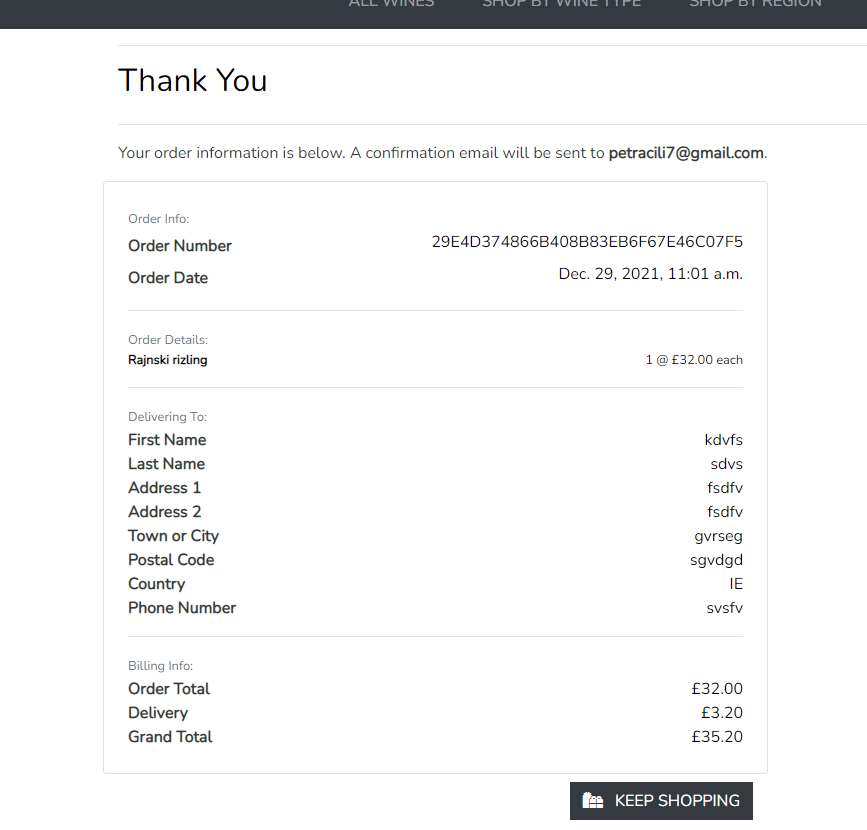 ALL WINES SHOP BY WINE TYPE SHOP BY REGION
Thank You
Your order information is below. A confirmation email will be sent to petracili7@gmail.com.
Order Info:
Order Number 29E4D374866B408B83EB6F67E46C07F5
Order Date Dec. 29, 2021, 11:01 a.m.
Order Details:
Rajnski rizling 1 @ £32.00 each
Delivering To:
First Name kdvfs
Last Name sdvs
Address 1 fsdfv
Address 2 fsdfv
Town or City gvrseg
Postal Code sgvdgd
Country IE
Phone Number svsfv
Billing Info:
Order Total £32.00
Delivery £3.20
Grand Total £35.20
KEEP SHOPPING